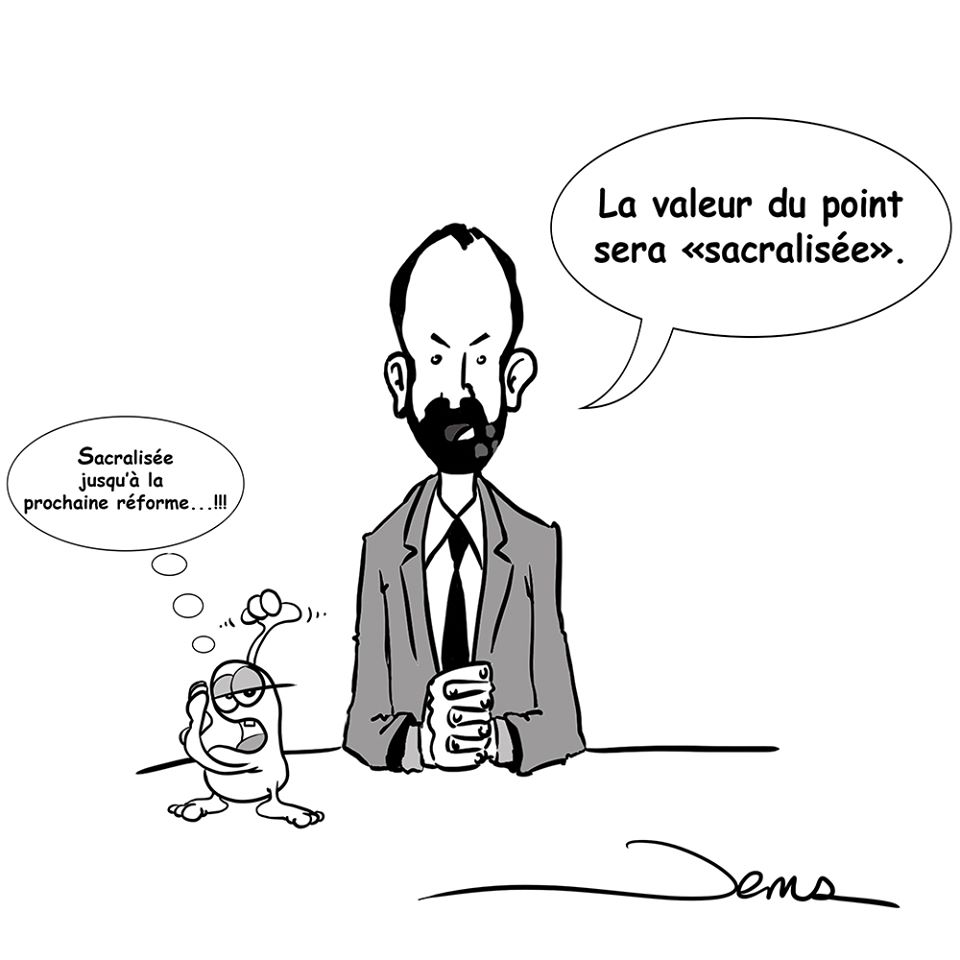 La valeur du point
sera «sacralisée».
Sacralisée
jusqu'à la
prochaine réforme...!!!
Dems